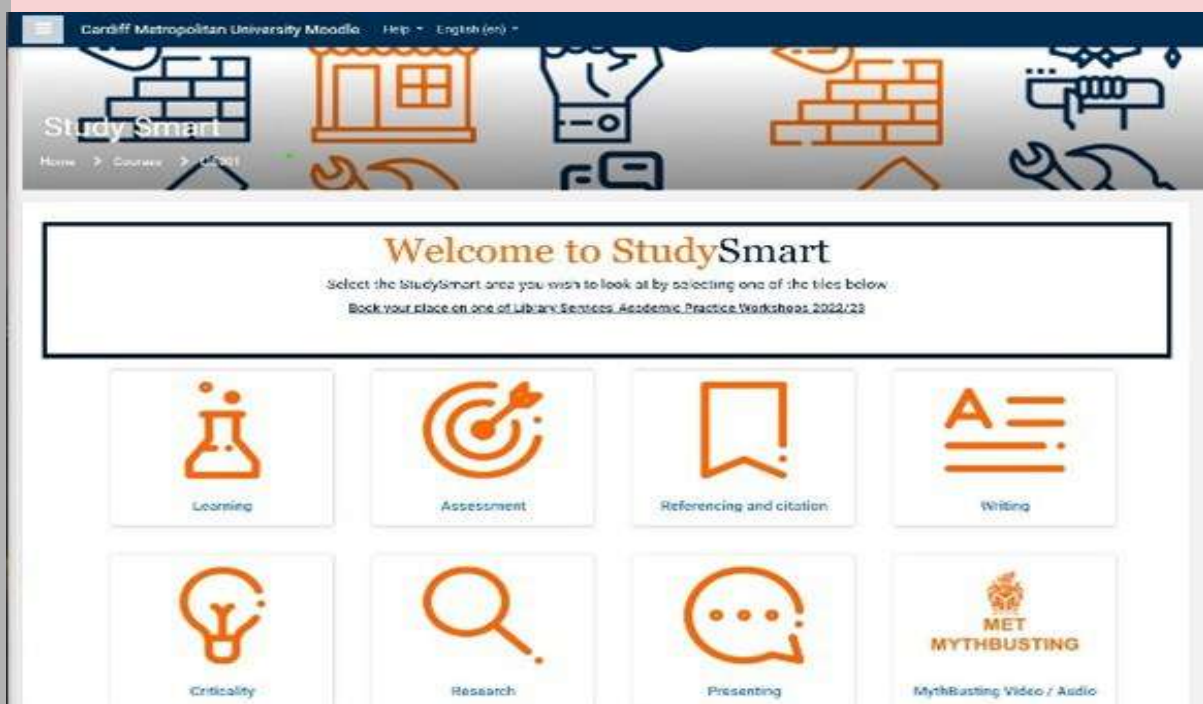 Cardiff Metropolitan University Moodle Help English (en)
Study Smart
Home > Courses >
Welcome to StudySmart
Select the StudySmart area you wish to look at by selecting one of the tiles below
Book your place on one of Library Services Academic Practice Workshops 2022/23
Learning
Assessment
Referencing and citation
Writing
MET
MYTHBUSTING
Criticality
Research
Presenting
MythBusting Video / Audio